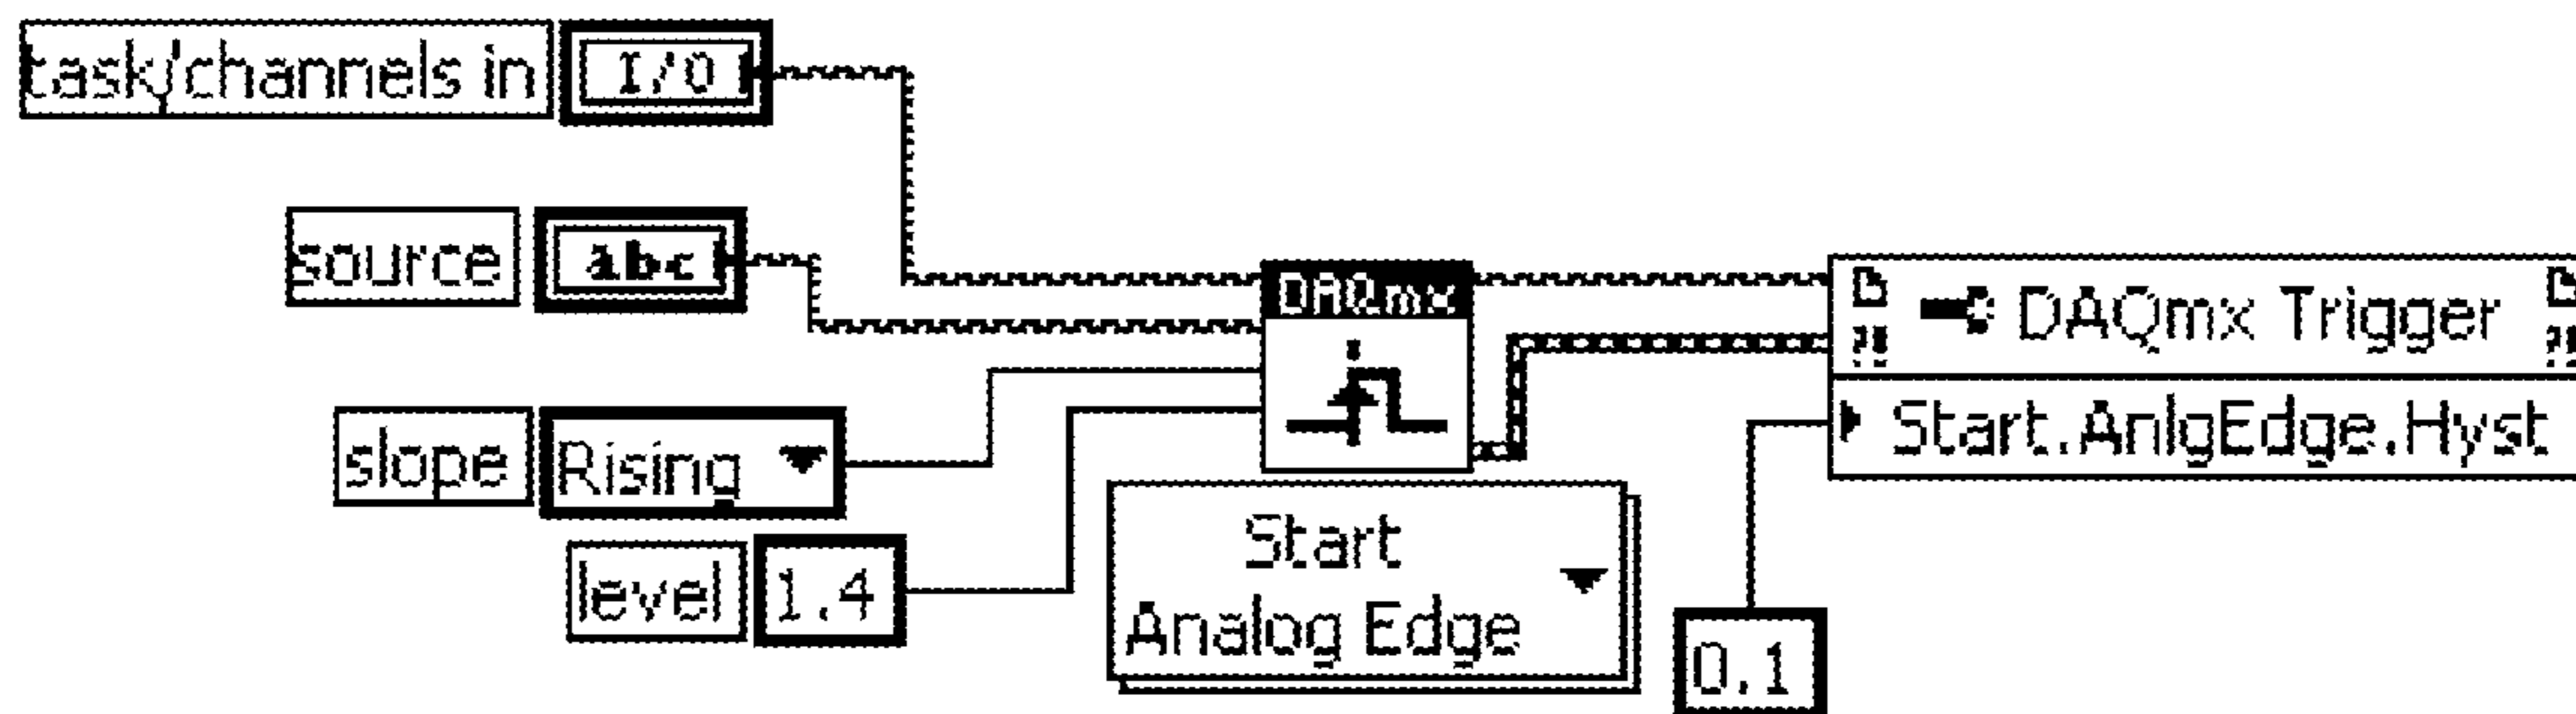 task/channels in
I/O
source
abc
DAQmx
DAQmx Trigger
slope
Rising
Start.AnlgEdge.Hyst
level
1.4
Start
Analog Edge
0.1